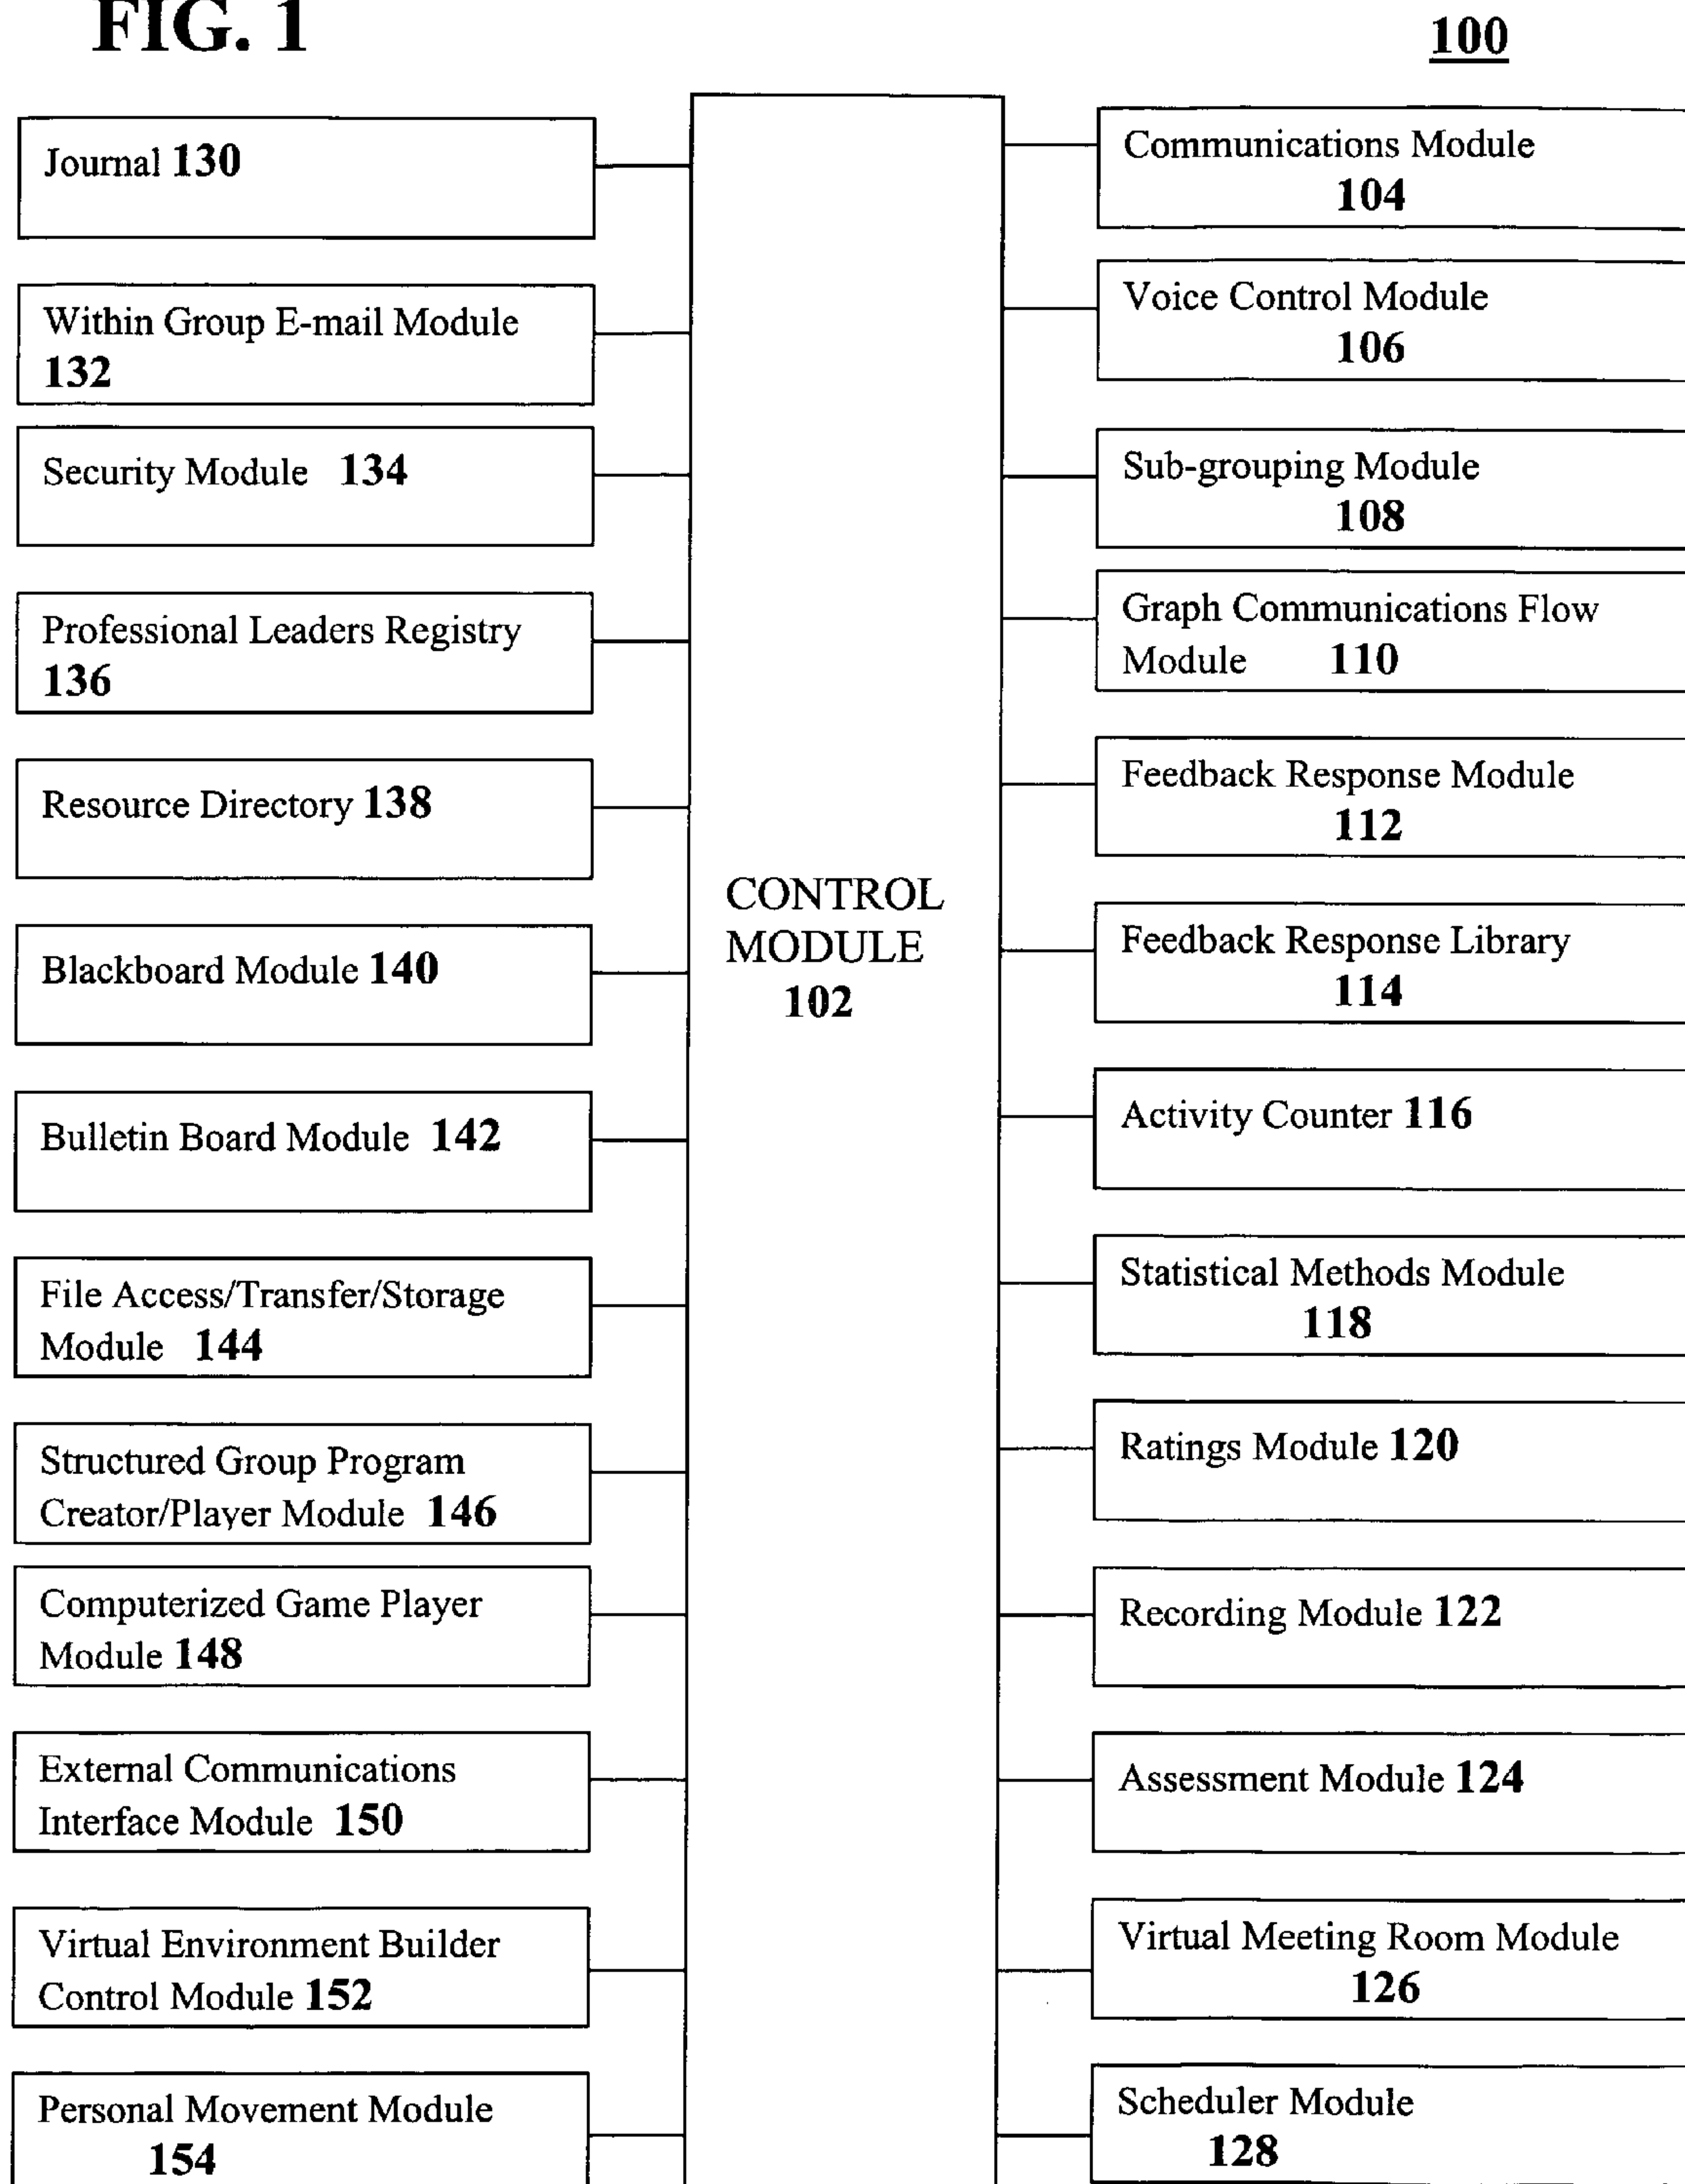 FIG. 1
100
Journal 130
Within Group E-mail Module
132
Security Module 134
Professional Leaders Registry
136
Resource Directory 138
Blackboard Module 140
Bulletin Board Module 142
File Access/Transfer/Storage
Module 144
Structured Group Program
Creator/Player Module 146
Computerized Game Player
Module 148
External Communications
Interface Module 150
Virtual Environment Builder
Control Module 152
Personal Movement Module
154
CONTROL
MODULE
102
Communications Module
104
Voice Control Module
106
Sub-grouping Module
108
Graph Communications Flow
Module 110
Feedback Response Module
112
Feedback Response Library
114
Activity Counter 116
Statistical Methods Module
118
Ratings Module 120
Recording Module 122
Assessment Module 124
Virtual Meeting Room Module
126
Scheduler Module
128